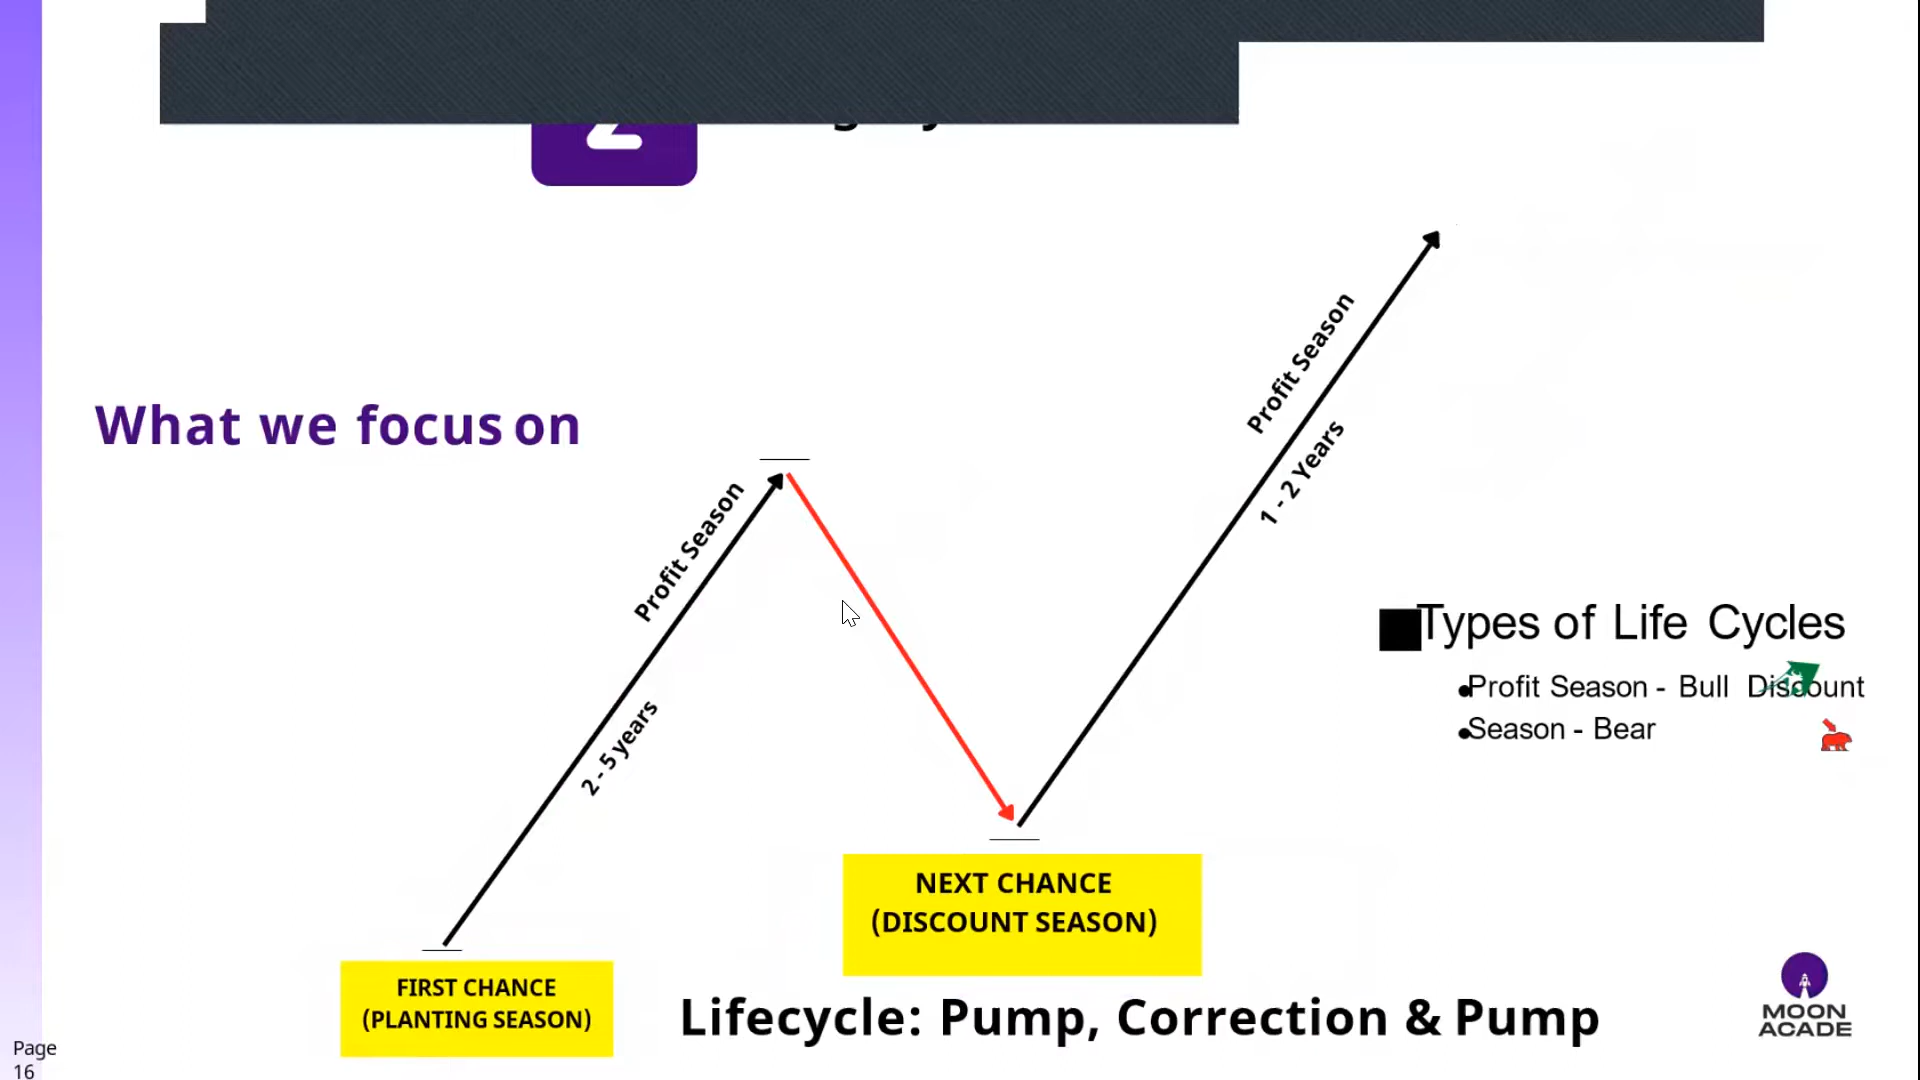 2
What we focus on
Profit Season
2 - 5 years
Profit Season
1 - 2 Years
Types of Life Cycles
•Profit Season - Bull Discount
•Season - Bear
NEXT CHANCE
(DISCOUNT SEASON)
FIRST CHANCE
(PLANTING SEASON)
Lifecycle: Pump, Correction & Pump
MOON
ACADE
Page
16